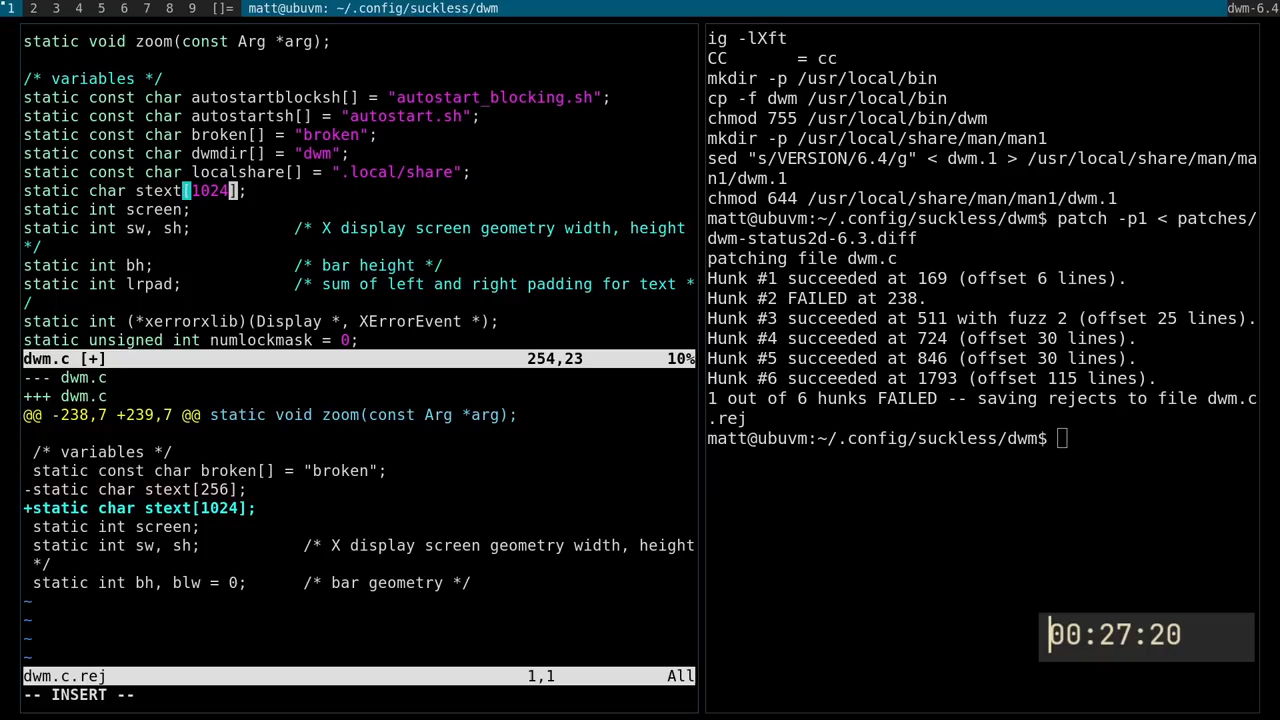 1 2 3 4 5 6 7 8 9 []= matt@ubuvm: ~/.config/suckless/dwm dwm-6.4
static void zoom(const Arg *arg);
/* variables */
static const char autostartblocksh[] = "autostart_blocking.sh";
static const char autostartsh[] = "autostart.sh";
static const char broken[] = "broken";
static const char dwmdir[] = "dwm";
static const char localshare[] = ".local/share";
static char stext[1024];
static int screen;
static int sw, sh;           /* X display screen geometry width, height
*/
static int bh;               /* bar height */
static int lrpad;            /* sum of left and right padding for text *
/
static int (*xerrorxlib)(Display *, XErrorEvent *);
static unsigned int numlockmask = 0;
dwm.c [+] 254,23 10%
--- dwm.c
+++ dwm.c
@@ -238,7 +239,7 @@ static void zoom(const Arg *arg);
/* variables */
static const char broken[] = "broken";
-static char stext[256];
+static char stext[1024];
static int screen;
static int sw, sh;           /* X display screen geometry width, height
*/
static int bh, blw = 0;      /* bar geometry */
~
~
~
~
dwm.c.rej 1,1 All
-- INSERT --
ig -lXft
CC       = cc
mkdir -p /usr/local/bin
cp -f dwm /usr/local/bin
chmod 755 /usr/local/bin/dwm
mkdir -p /usr/local/share/man/man1
sed "s/VERSION/6.4/g" < dwm.1 > /usr/local/share/man/ma
n1/dwm.1
chmod 644 /usr/local/share/man/man1/dwm.1
matt@ubuvm:~/.config/suckless/dwm$ patch -p1 < patches/
dwm-status2d-6.3.diff
patching file dwm.c
Hunk #1 succeeded at 169 (offset 6 lines).
Hunk #2 FAILED at 238.
Hunk #3 succeeded at 511 with fuzz 2 (offset 25 lines).
Hunk #4 succeeded at 724 (offset 30 lines).
Hunk #5 succeeded at 846 (offset 30 lines).
Hunk #6 succeeded at 1793 (offset 115 lines).
1 out of 6 hunks FAILED -- saving rejects to file dwm.c
.rej
matt@ubuvm:~/.config/suckless/dwm$
00:27:20